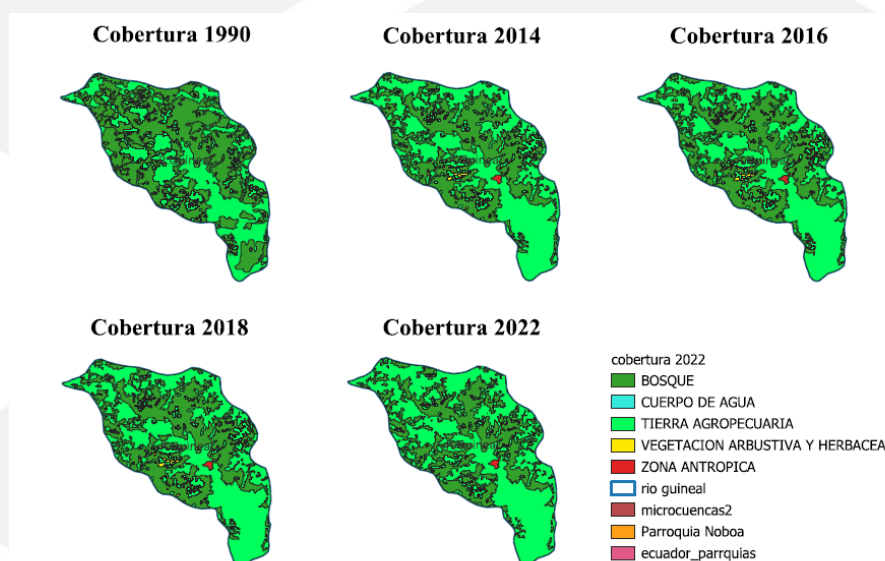 Cobertura 1990
Cobertura 2014
Cobertura 2016
Cobertura 2018
Cobertura 2022
cobertura 2022
BOSQUE
CUERPO DE AGUA
TIERRA AGROPECUARIA
VEGETACION ARBUSTIVA Y HERBACEA
ZONA ANTROPICA
rio guineal
microcuencas2
Parroquia Noboa
ecuador_parrquias